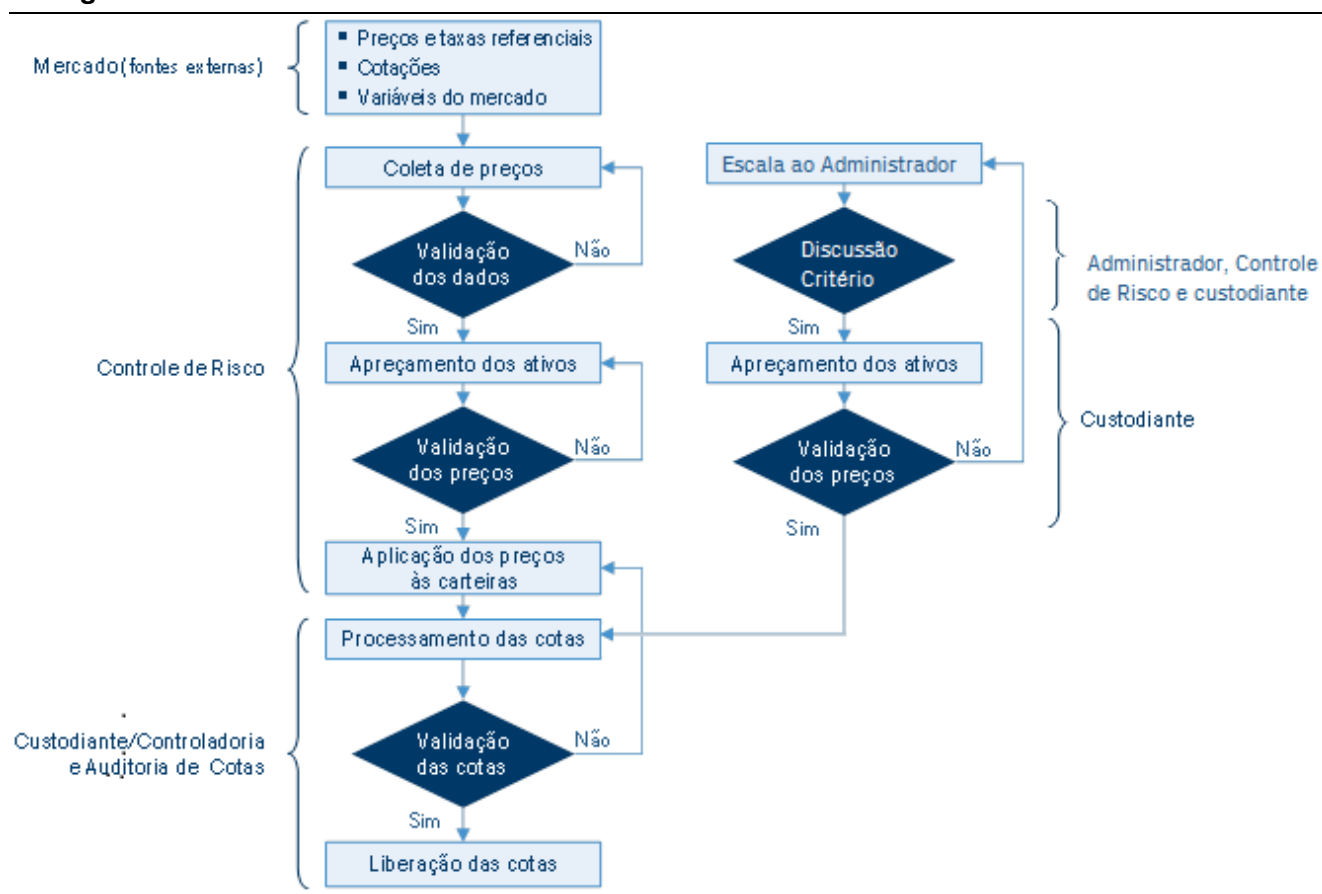 Mercado(fontes externas)
▪ Preços e taxas referenciais
▪ Cotações
▪ Variáveis do mercado
Controle de Risco
Coleta de preços
Validação
dos dados
Não
Sim
Apreçamento dos ativos
Validação
dos preços
Não
Sim
Aplicação dos preços
às carteiras
Escala ao Administrador
Discussão
Critério
Sim
Administrador, Controle
de Risco e custodiante
Apreçamento dos ativos
Validação
dos preços
Não
Sim
Custodiante
Custodiante/Controladoria
e Auditoria de Cotas
Processamento das cotas
Validação
das cotas
Não
Sim
Liberação das cotas